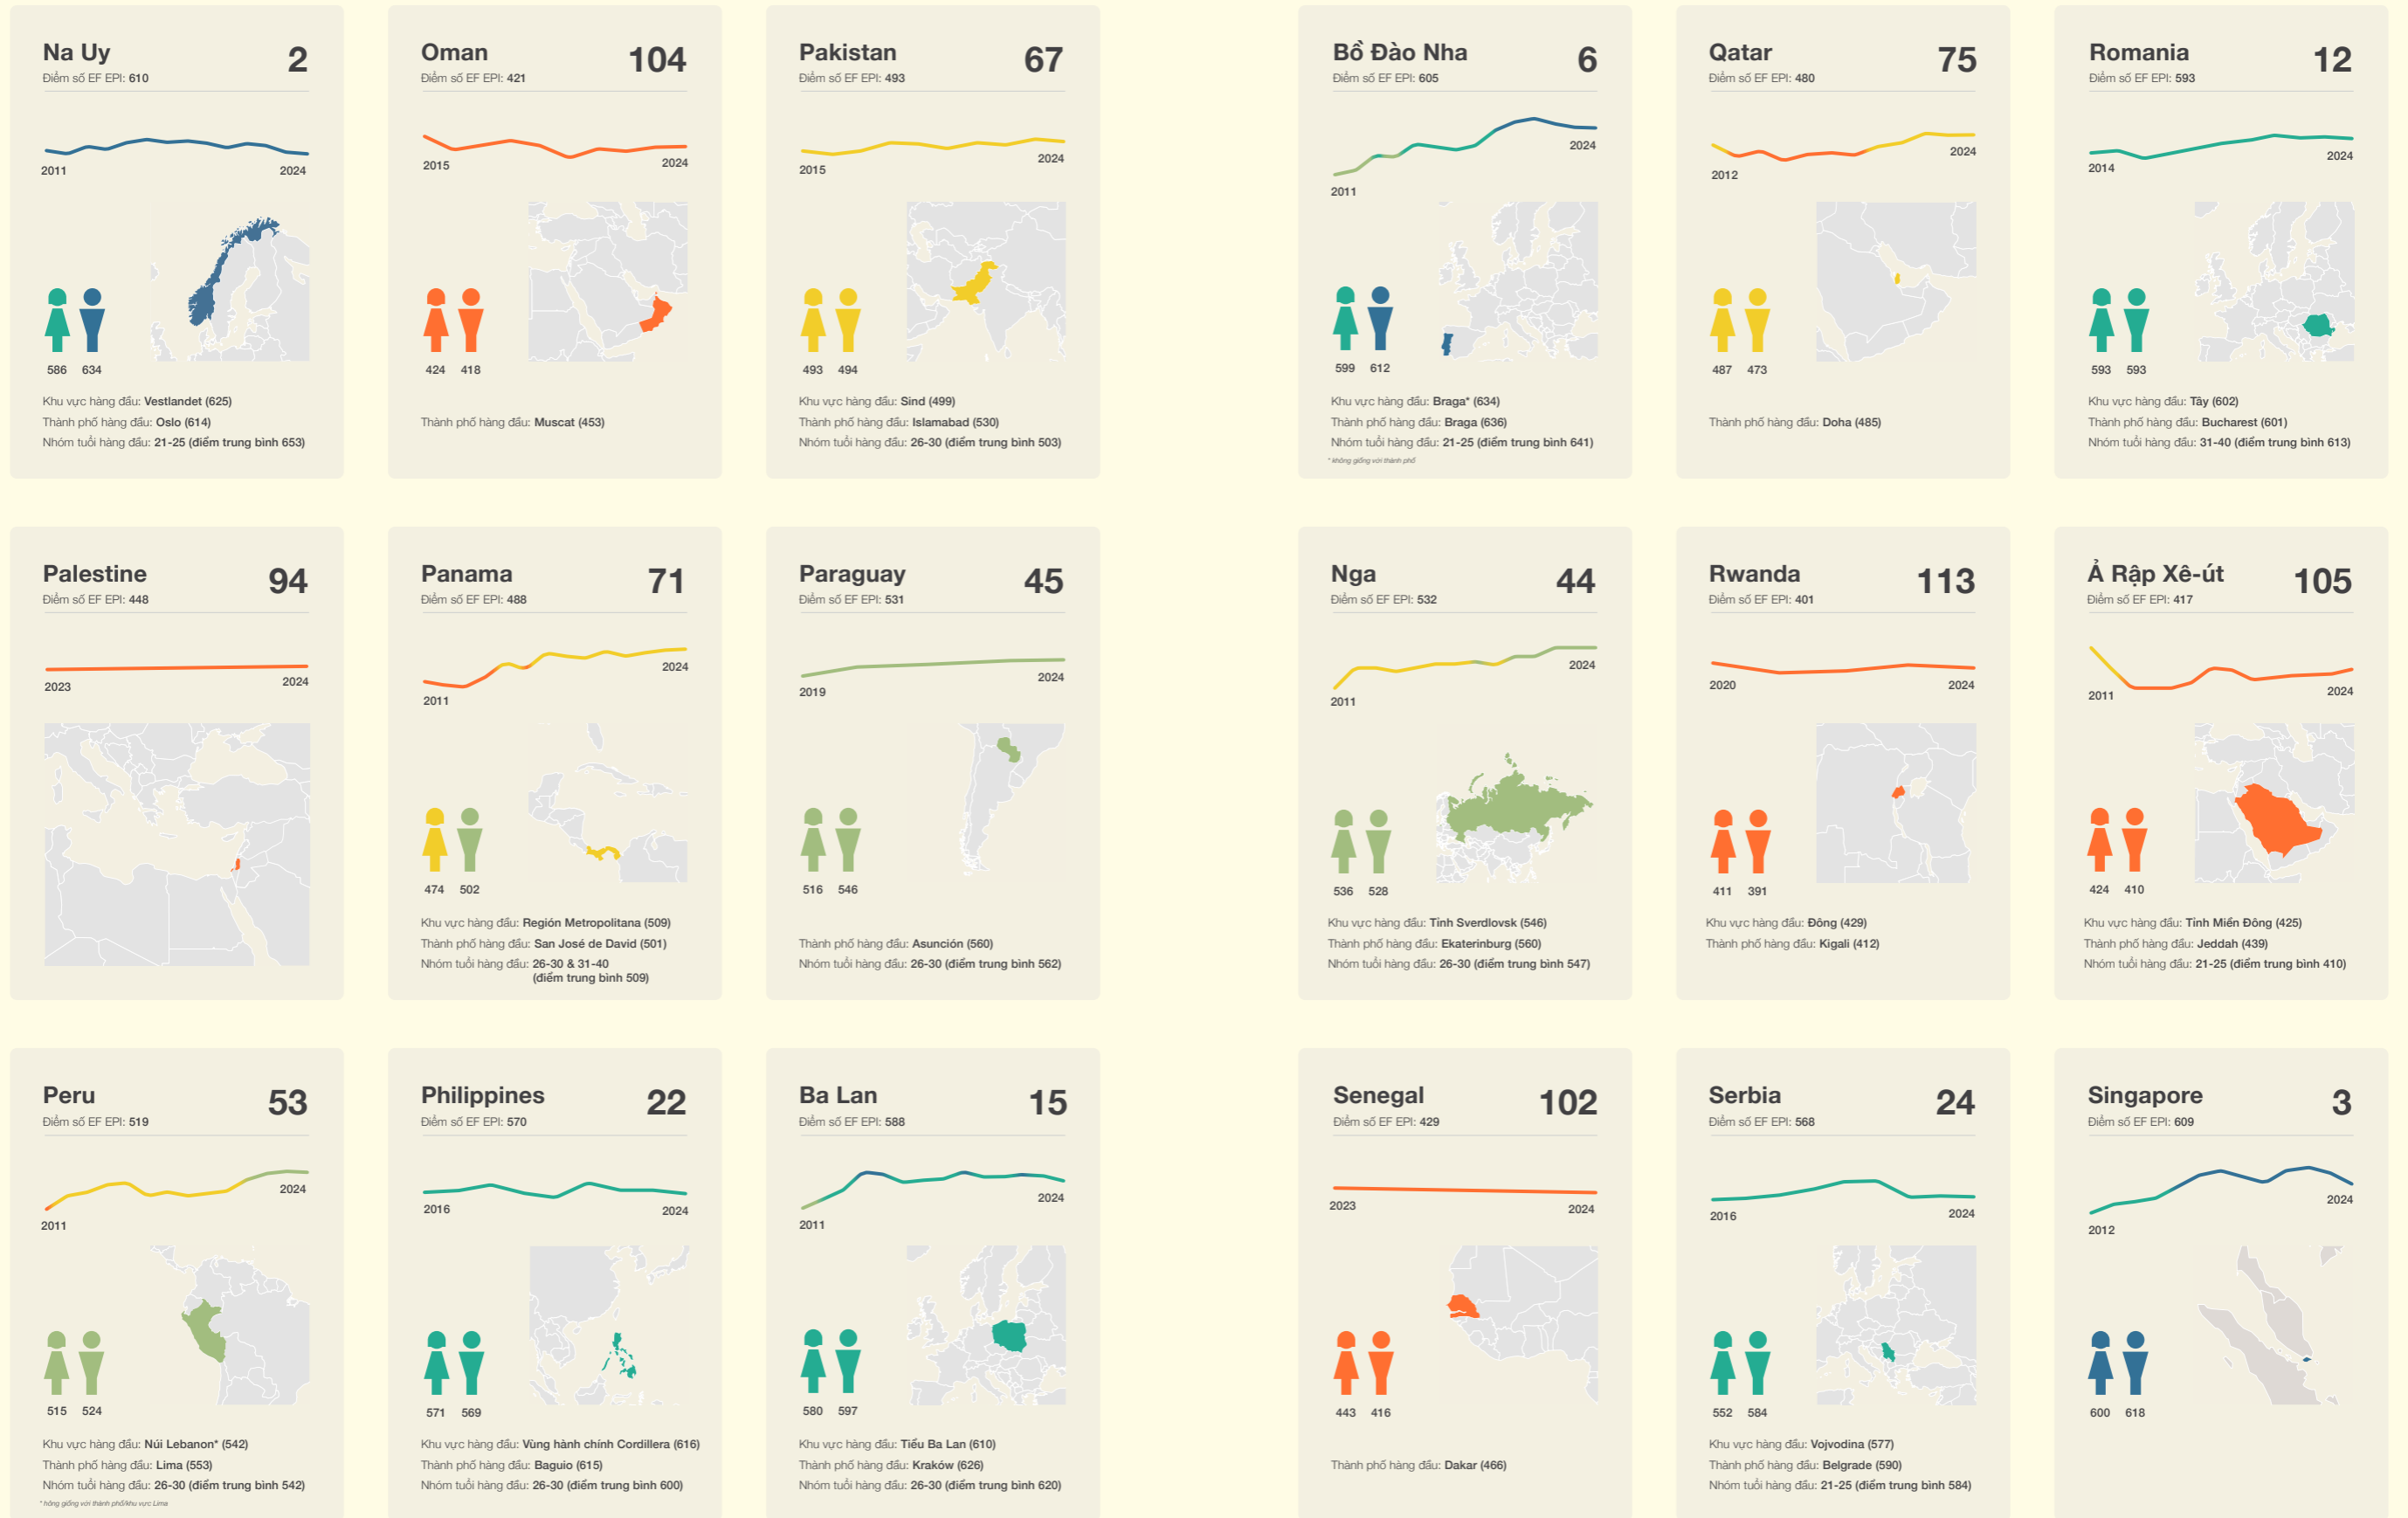 Na Uy
2
Điểm số EF EPI: 610
2011
2024
586
634
Khu vực hàng đầu: Vestlandet (625)
Thành phố hàng đầu: Oslo (614)
Nhóm tuổi hàng đầu: 21-25 (điểm trung bình 653)
Oman
104
Điểm số EF EPI: 421
2015
2024
424
418
Thành phố hàng đầu: Muscat (453)
Pakistan
67
Điểm số EF EPI: 493
2015
2024
493
494
Khu vực hàng đầu: Sind (499)
Thành phố hàng đầu: Islamabad (530)
Nhóm tuổi hàng đầu: 26-30 (điểm trung bình 503)
Bồ Đào Nha
6
Điểm số EF EPI: 605
2011
2024
599
612
Khu vực hàng đầu: Braga* (634)
Thành phố hàng đầu: Braga (636)
Nhóm tuổi hàng đầu: 21-25 (điểm trung bình 641)
* không giống với thành phố
Qatar
75
Điểm số EF EPI: 480
2012
2024
487
473
Thành phố hàng đầu: Doha (485)
Romania
12
Điểm số EF EPI: 593
2014
2024
593
593
Khu vực hàng đầu: Tây (602)
Thành phố hàng đầu: Bucharest (601)
Nhóm tuổi hàng đầu: 31-40 (điểm trung bình 613)
Palestine
94
Điểm số EF EPI: 448
2023
2024
Panama
71
Điểm số EF EPI: 488
2011
2024
474
502
Khu vực hàng đầu: Región Metropolitana (509)
Thành phố hàng đầu: San José de David (501)
Nhóm tuổi hàng đầu: 26-30 & 31-40
(điểm trung bình 509)
Paraguay
45
Điểm số EF EPI: 531
2019
2024
516
546
Thành phố hàng đầu: Asunción (560)
Nhóm tuổi hàng đầu: 26-30 (điểm trung bình 562)
Nga
44
Điểm số EF EPI: 532
2011
2024
536
528
Khu vực hàng đầu: Tỉnh Sverdlovsk (546)
Thành phố hàng đầu: Ekaterinburg (560)
Nhóm tuổi hàng đầu: 26-30 (điểm trung bình 547)
Rwanda
113
Điểm số EF EPI: 401
2020
2024
411
391
Khu vực hàng đầu: Đông (429)
Thành phố hàng đầu: Kigali (412)
Ả Rập Xê-út
105
Điểm số EF EPI: 417
2011
2024
424
410
Khu vực hàng đầu: Tỉnh Miền Đông (425)
Thành phố hàng đầu: Jeddah (439)
Nhóm tuổi hàng đầu: 21-25 (điểm trung bình 410)
Peru
53
Điểm số EF EPI: 519
2011
2024
515
524
Khu vực hàng đầu: Núi Lebanon* (542)
Thành phố hàng đầu: Lima (553)
Nhóm tuổi hàng đầu: 26-30 (điểm trung bình 542)
* hông giống với thành phố/khu vực Lima
Philippines
22
Điểm số EF EPI: 570
2016
2024
571
569
Khu vực hàng đầu: Vùng hành chính Cordillera (616)
Thành phố hàng đầu: Baguio (615)
Nhóm tuổi hàng đầu: 26-30 (điểm trung bình 600)
Ba Lan
15
Điểm số EF EPI: 588
2011
2024
580
597
Khu vực hàng đầu: Tiểu Ba Lan (610)
Thành phố hàng đầu: Kraków (626)
Nhóm tuổi hàng đầu: 26-30 (điểm trung bình 620)
Senegal
102
Điểm số EF EPI: 429
2023
2024
443
416
Thành phố hàng đầu: Dakar (466)
Serbia
24
Điểm số EF EPI: 568
2016
2024
552
584
Khu vực hàng đầu: Vojvodina (577)
Thành phố hàng đầu: Belgrade (590)
Nhóm tuổi hàng đầu: 21-25 (điểm trung bình 584)
Singapore
3
Điểm số EF EPI: 609
2012
2024
600
618